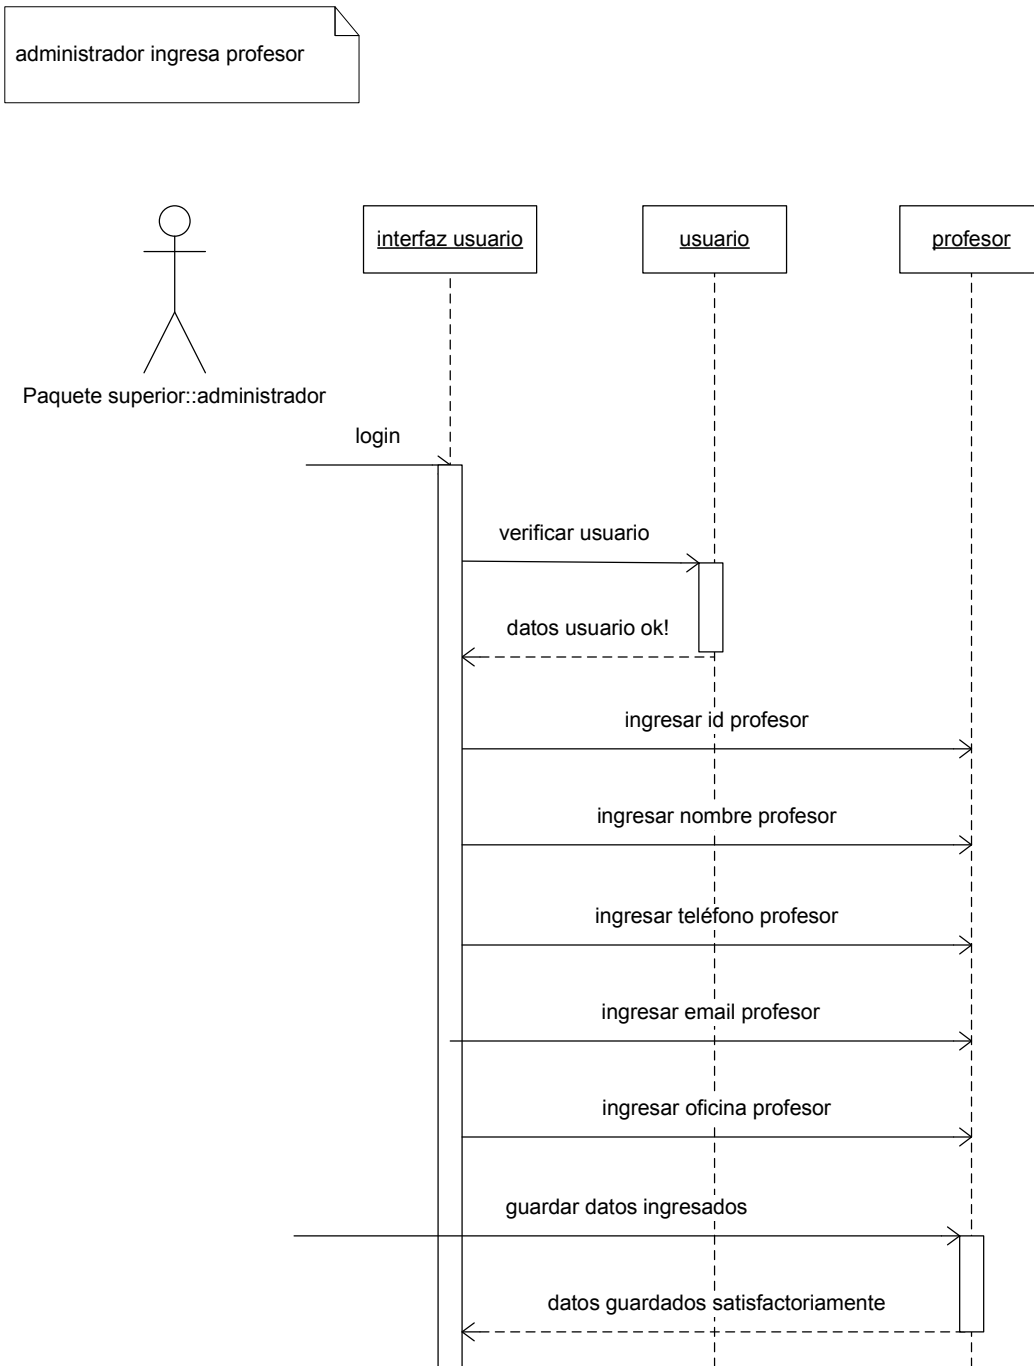 administrador ingresa profesor
interfaz usuario
usuario
profesor
Paquete superior::administrador
login
verificar usuario
datos usuario ok!
ingresar id profesor
ingresar nombre profesor
ingresar teléfono profesor
ingresar email profesor
ingresar oficina profesor
guardar datos ingresados
datos guardados satisfactoriamente